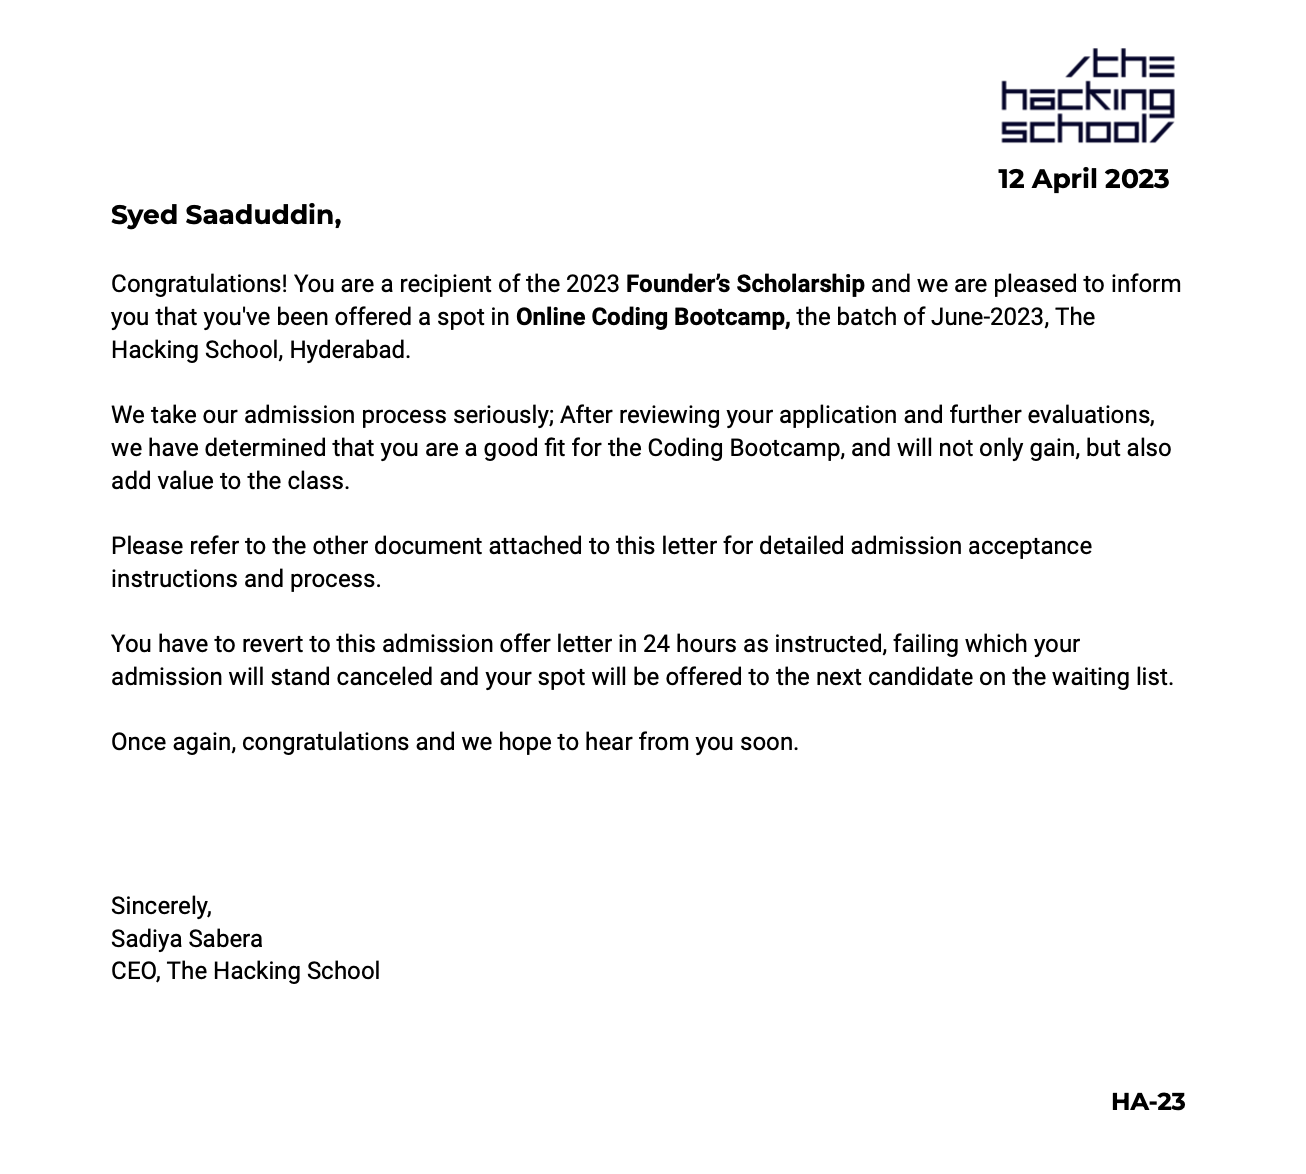 /the
hacking
school/
12 April 2023
Syed Saaduddin,
Congratulations! You are a recipient of the 2023 Founder’s Scholarship and we are pleased to inform
you that you've been offered a spot in Online Coding Bootcamp, the batch of June-2023, The
Hacking School, Hyderabad.
We take our admission process seriously; After reviewing your application and further evaluations,
we have determined that you are a good fit for the Coding Bootcamp, and will not only gain, but also
add value to the class.
Please refer to the other document attached to this letter for detailed admission acceptance
instructions and process.
You have to revert to this admission offer letter in 24 hours as instructed, failing which your
admission will stand canceled and your spot will be offered to the next candidate on the waiting list.
Once again, congratulations and we hope to hear from you soon.
Sincerely,
Sadiya Sabera
CEO, The Hacking School
HA-23